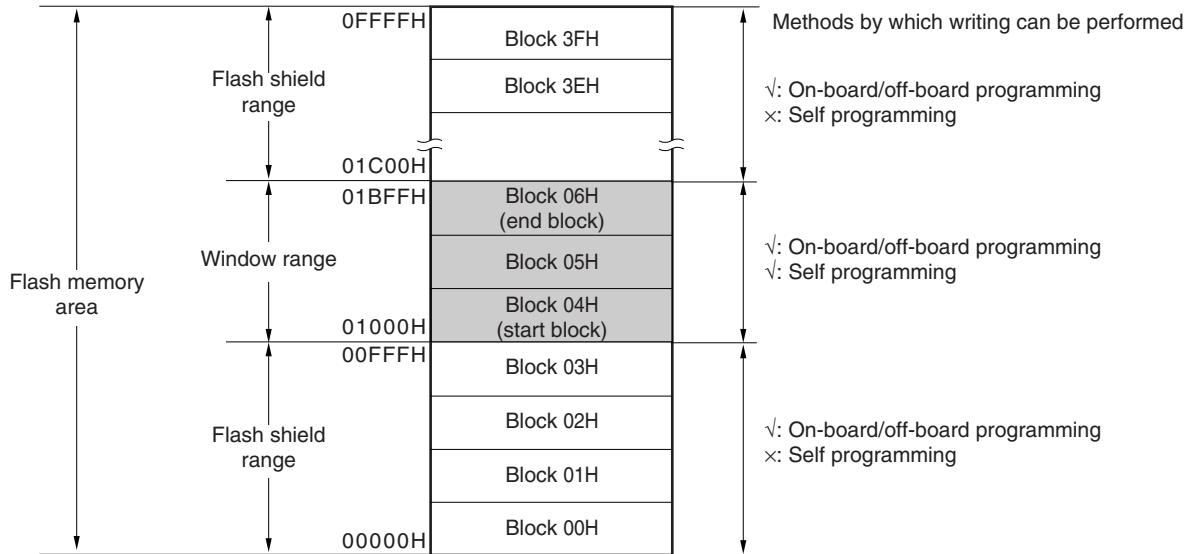 0FFFFH
Block 3FH
Methods by which writing can be performed
Flash shield
range
Block 3EH
√: On-board/off-board programming
×: Self programming
01C00H
01BFFH
Block 06H
(end block)
Window range
Block 05H
√: On-board/off-board programming
√: Self programming
Flash memory
area
Block 04H
(start block)
01000H
00FFFH
Block 03H
Flash shield
range
Block 02H
√: On-board/off-board programming
×: Self programming
Block 01H
Block 00H
00000H